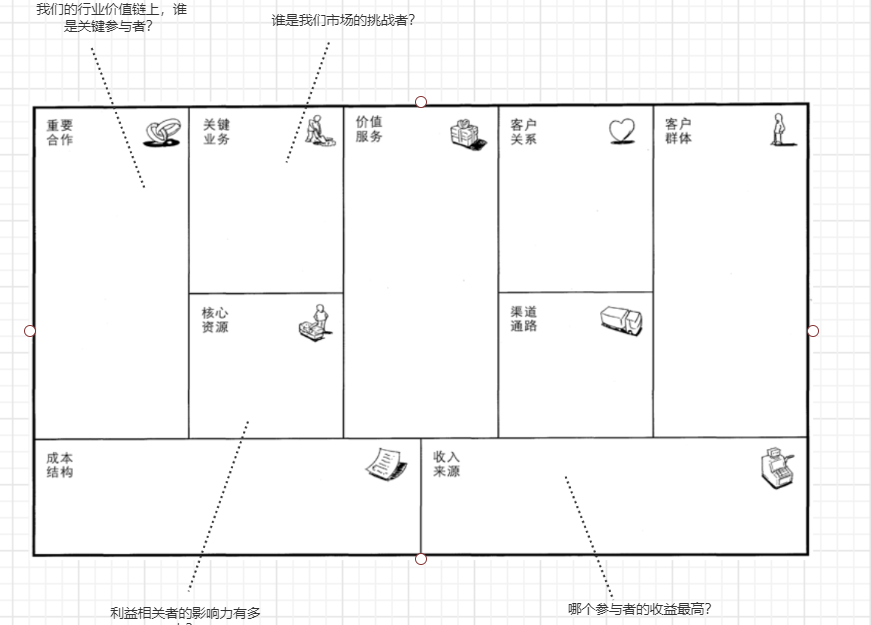 我们的行业价值链上，谁
是关键参与者？
谁是我们市场的挑战者？
重要
合作
关键
业务
价值
服务
客户
关系
客户
群体
核心
资源
渠道
通路
成本
结构
收入
来源
利益相关者的影响力有多
哪个参与者的收益最高？